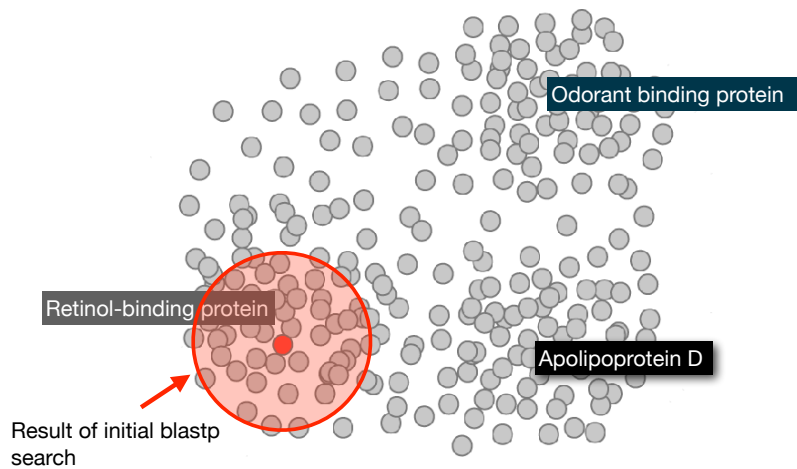 Odorant binding protein
Retinol-binding protein
Apolipoprotein D
Result of initial blastp
search